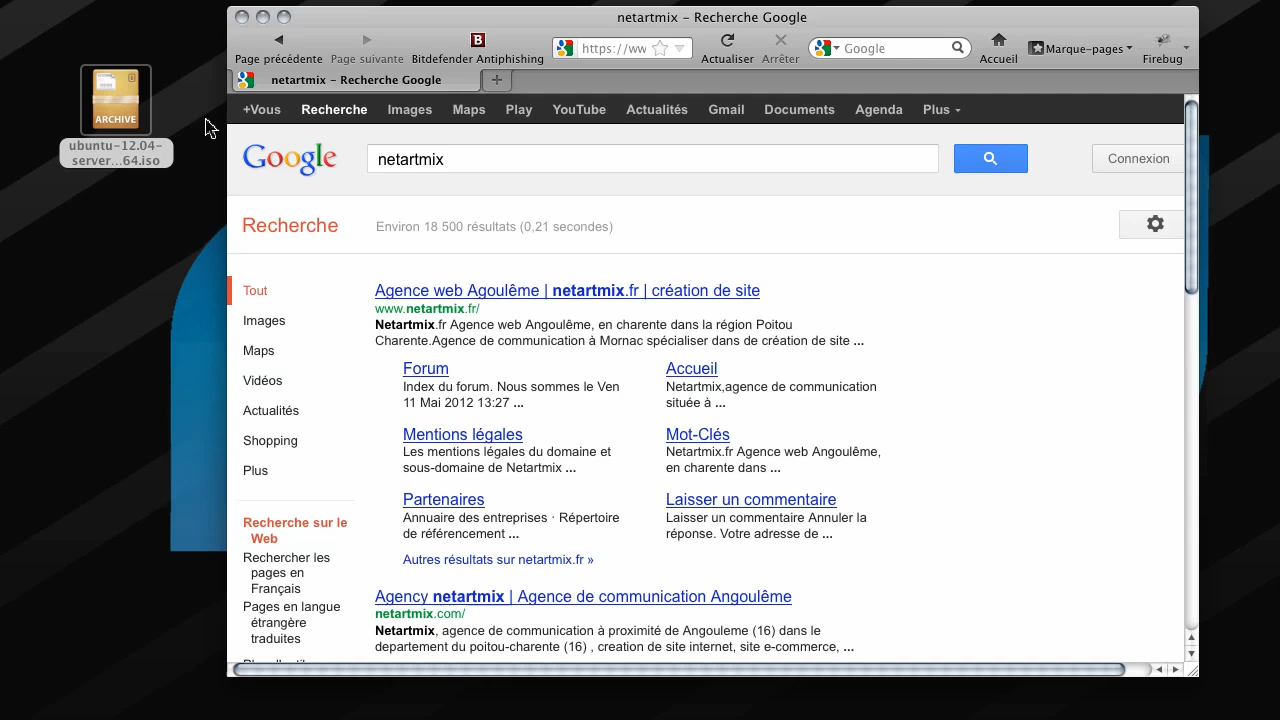 netartmix – Recherche Google
Page précédente Page suivante Bitdefender Antiphishing https://ww Actualiser Arrêter Google Accueil Marque-pages Firebug
netartmix – Recherche Google
+Vous Recherche Images Maps Play YouTube Actualités Gmail Documents Agenda Plus
ARCHIVE
ubuntu-12.04-
server...64.iso
Google netartmix Connexion
Recherche Environ 18 500 résultats (0,21 secondes)
Tout
Images
Maps
Vidéos
Actualités
Shopping
Plus
Recherche sur le
Web
Rechercher les
pages en
Français
Pages en langue
étrangère
traduites
Agence web Agoulême | netartmix.fr | création de site
www.netartmix.fr/
Netartmix.fr Agence web Angoulême, en charente dans la région Poitou
Charente.Agence de communication à Mornac spécialiser dans de création de site ...
Forum
Index du forum. Nous sommes le Ven
11 Mai 2012 13:27 ...
Accueil
Netartmix,agence de communication
située à ...
Mentions légales
Les mentions légales du domaine et
sous-domaine de Netartmix ...
Mot-Clés
Netartmix.fr Agence web Angoulême,
en charente dans ...
Partenaires
Annuaire des entreprises · Répertoire
de référencement ...
Laisser un commentaire
Laisser un commentaire Annuler la
réponse. Votre adresse de ...
Autres résultats sur netartmix.fr »
Agency netartmix | Agence de communication Angoulême
netartmix.com/
Netartmix, agence de communication à proximité de Angouleme (16) dans le
departement du poitou-charente (16) , creation de site internet, site e-commerce, ...